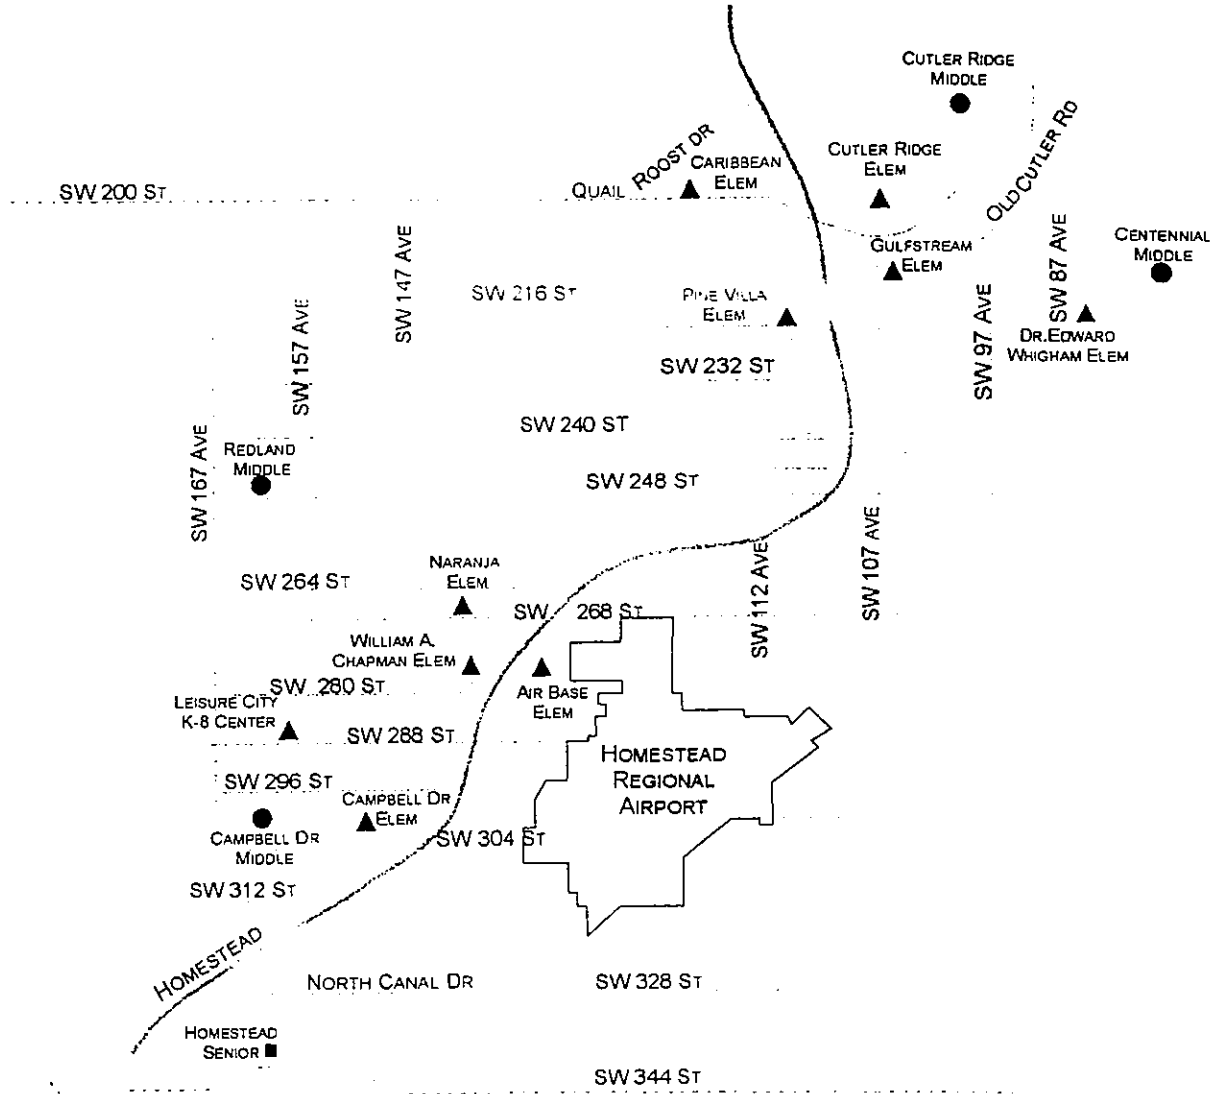 CUTLER RIDGE
MIDDLE
OLD CUTLER RD
QUAIL ROOST DR
CARIBBEAN
ELEM
CUTLER RIDGE
ELEM
SW 200 ST
SW 147 AVE
GULFSTREAM
ELEM
SW 87 AVE
CENTENNIAL
MIDDLE
SW 216 ST
PINE VILLA
ELEM
SW 157 AVE
SW 97 AVE
DR. EDWARD
WHIGHAM ELEM
SW 232 ST
SW 240 ST
SW 167 AVE
REDLAND
MIDDLE
SW 248 ST
SW 107 AVE
SW 112 AVE
NARANJA
ELEM
SW 264 ST
SW 268 ST
WILLIAM A.
CHAPMAN ELEM
SW 280 ST
AIR BASE
ELEM
LEISURE CITY
K-8 CENTER
SW 288 ST
HOMESTEAD
REGIONAL
AIRPORT
SW 296 ST
CAMPBELL DR
ELEM
CAMPBELL DR
MIDDLE
SW 304 ST
SW 312 ST
HOMESTEAD
NORTH CANAL DR
SW 328 ST
HOMESTEAD
SENIOR
SW 344 ST